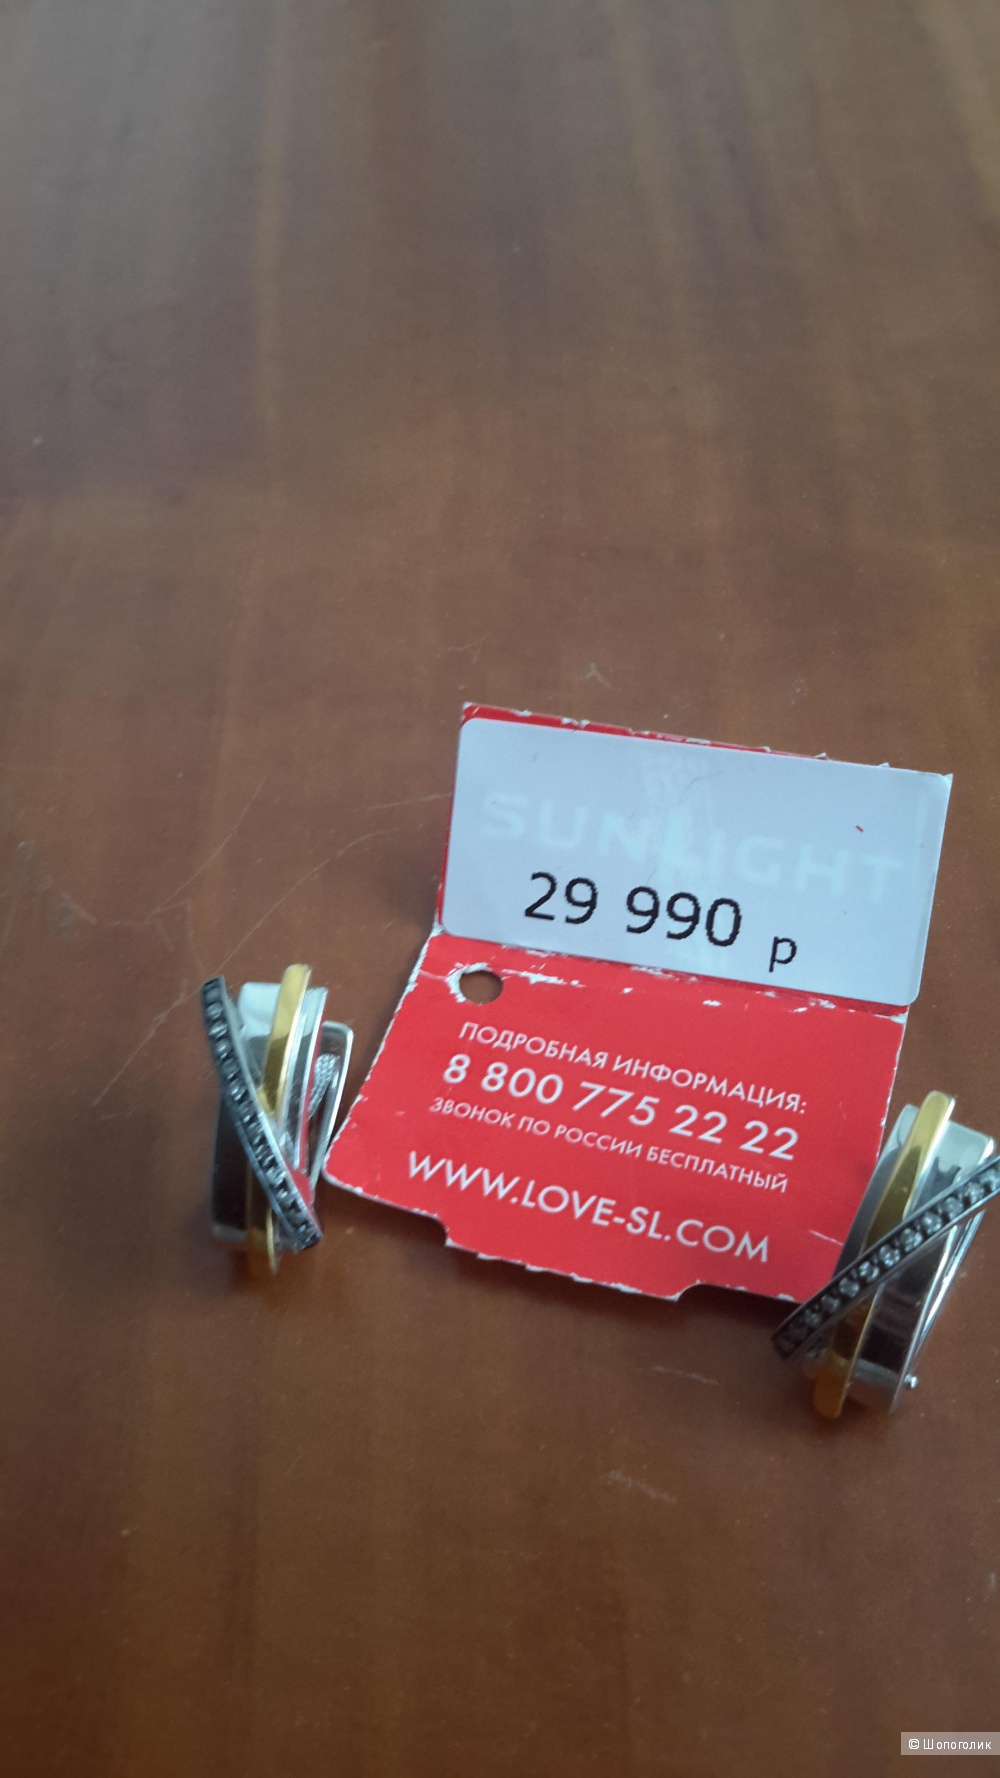 SUNLIGHT
29 990 р
ПОДРОБНАЯ ИНФОРМАЦИЯ:
8 800 775 22 22
ЗВОНОК ПО РОССИИ БЕСПЛАТНЫЙ
WWW.LOVE-SL.COM
© Шопоголик